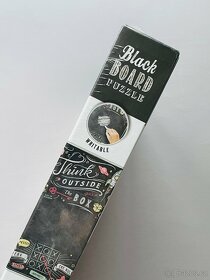 Black
BOARD
PUZZLE
WRITABLE
Think
OUTSIDE
The
BOX